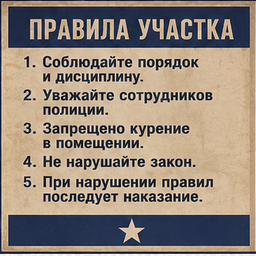 ПРАВИЛА УЧАСТКА
1. Соблюдайте порядок
и дисциплину.
2. Уважайте сотрудников
полиции.
3. Запрещено курение
в помещении.
4. Не нарушайте закон.
5. При нарушении правил
последует наказание.